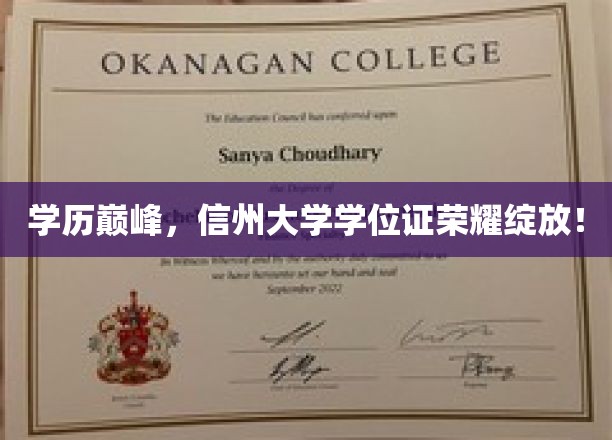 OKANAGAN COLLEGE
The Education Council has conferred upon
Sanya Choudhary
the Degree of
学历巅峰，信州大学学位证荣耀绽放！
In Witness Whereof and by the authority duly committed to us
we have hereunto set our hand and seal
September 2022